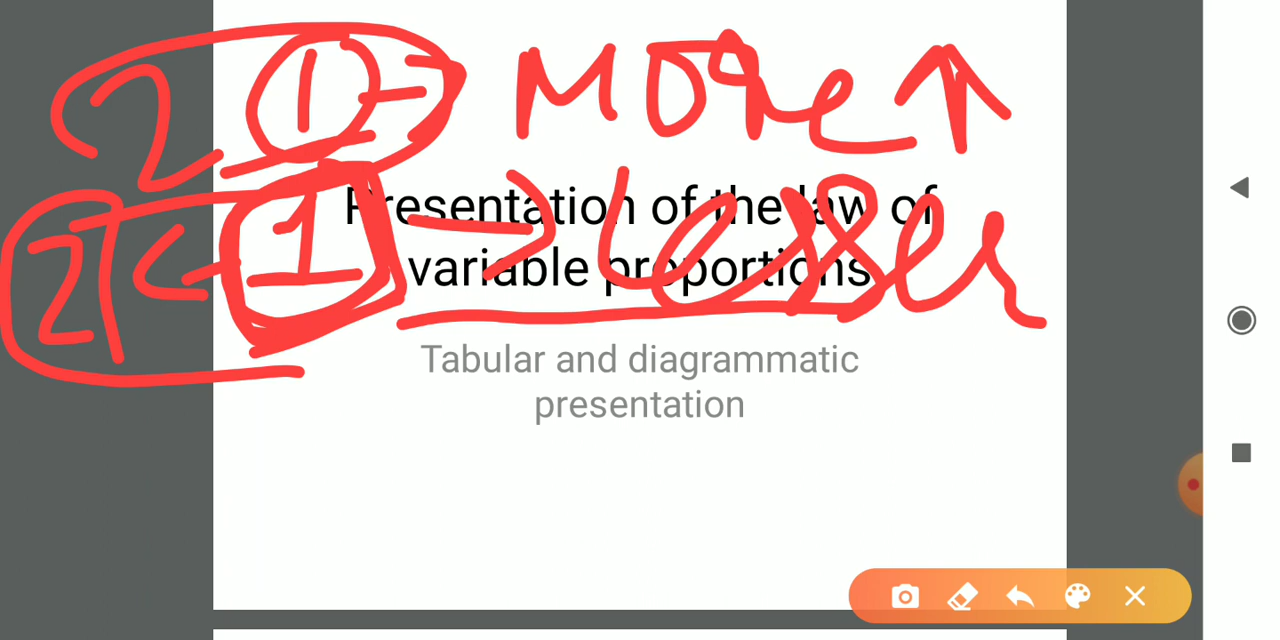 2 1 → More ↑
2 < 1 → Lesser
Presentation of the law of
variable proportions
Tabular and diagrammatic
presentation